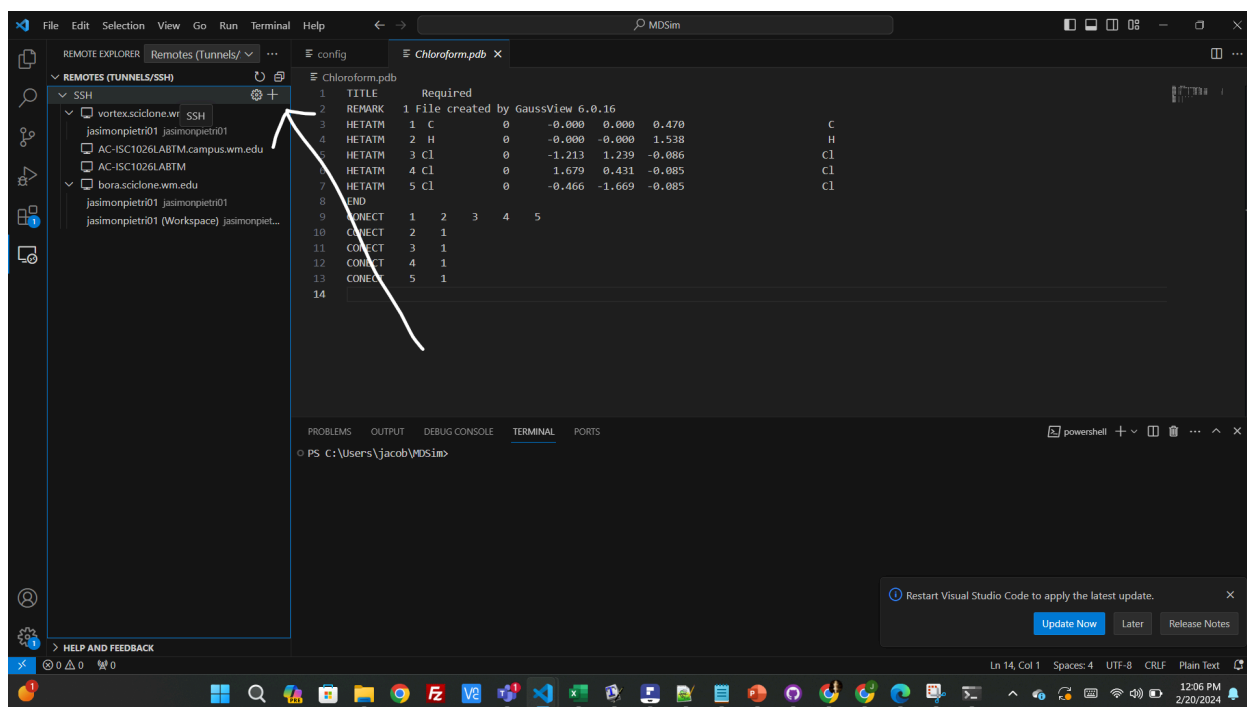 File Edit Selection View Go Run Terminal Help MDSim
REMOTE EXPLORER Remotes (Tunnels/
REMOTES (TUNNELS/SSH)
SSH
vortex.sciclone.wr SSH
jasimonpietri01 jasimonpietri01
AC-ISC1026LABTM.campus.wm.edu
AC-ISC1026LABTM
bora.sciclone.wm.edu
jasimonpietri01 jasimonpietri01
jasimonpietri01 (Workspace) jasimonpiet...
HELP AND FEEDBACK
config Chloroform.pdb
Chloroform.pdb
1 TITLE Required
2 REMARK 1 File created by GaussView 6.0.16
3 HETATM 1 C 0 -0.000 0.000 0.470 C
4 HETATM 2 H 0 -0.000 -0.000 1.538 H
5 HETATM 3 Cl 0 -1.213 1.239 -0.086 Cl
6 HETATM 4 Cl 0 1.679 0.431 -0.085 Cl
7 HETATM 5 Cl 0 -0.466 -1.669 -0.085 Cl
8 END
9 CONECT 1 2 3 4 5
10 CONECT 2 1
11 CONECT 3 1
12 CONECT 4 1
13 CONECT 5 1
14
PROBLEMS OUTPUT DEBUG CONSOLE TERMINAL PORTS powershell
PS C:\Users\jacob\MDSim>
Restart Visual Studio Code to apply the latest update.
Update Now Later Release Notes
0 0 0 Ln 14, Col 1 Spaces: 4 UTF-8 CRLF Plain Text
12:06 PM
2/20/2024